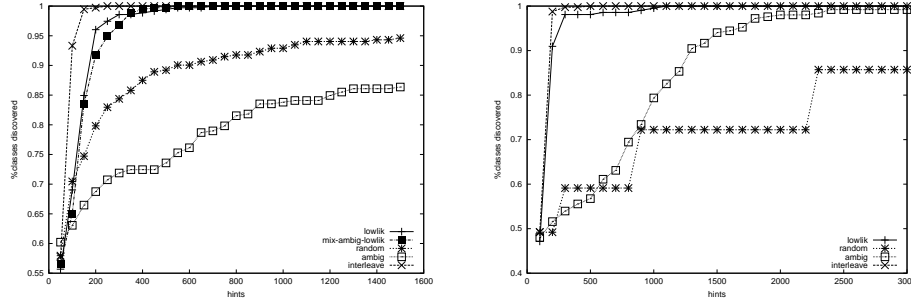 1
0.95
0.9
0.85
0.8
0.75
0.7
0.65
0.6
0.55
%classes discovered
lowlik
mix-ambig-lowlik
random
ambig
interleave
0 200 400 600 800 1000 1200 1400 1600
hints
1
0.9
0.8
0.7
0.6
0.5
0.4
%classes discovered
lowlik
random
ambig
interleave
0 500 1000 1500 2000 2500 3000
hints